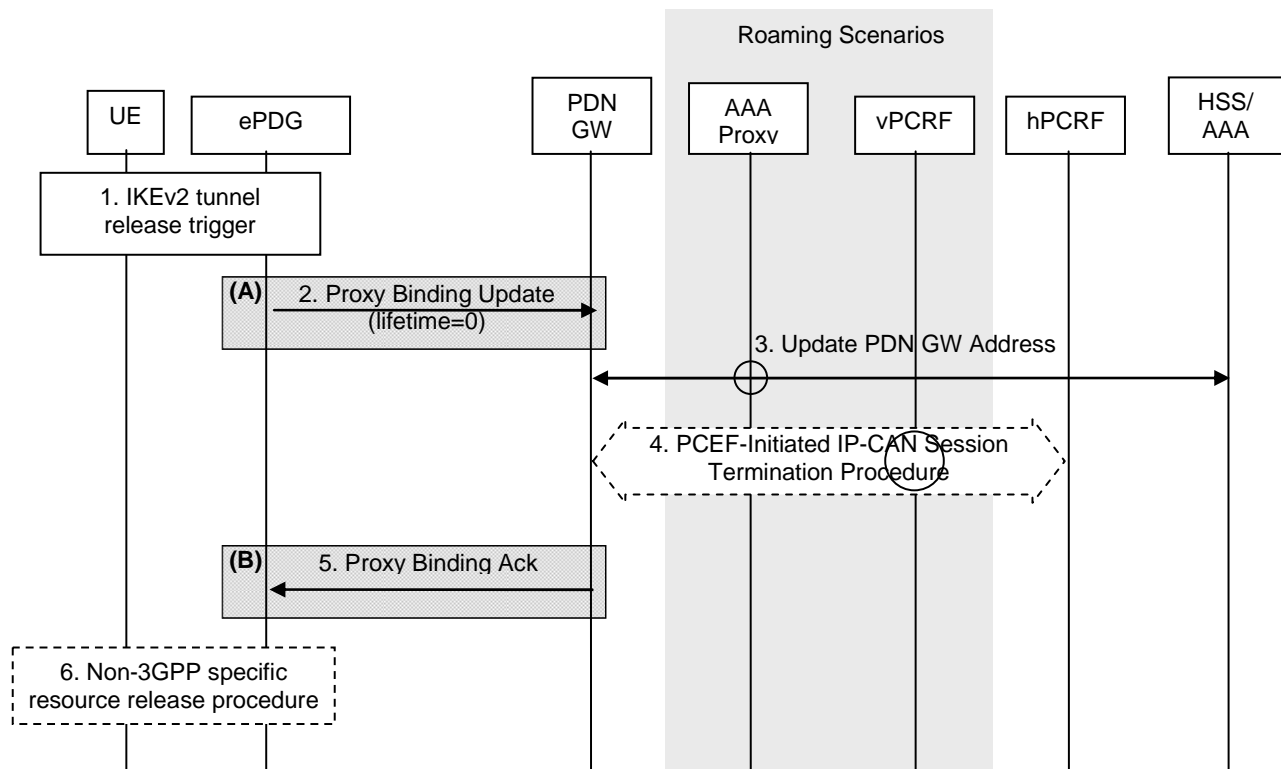 Roaming Scenarios
UE
ePDG
PDN
GW
AAA
Proxy
vPCRF
hPCRF
HSS/
AAA
1. IKEv2 tunnel
release trigger
(A)
2. Proxy Binding Update
(lifetime=0)
3. Update PDN GW Address
4. PCEF-Initiated IP-CAN Session
Termination Procedure
(B)
5. Proxy Binding Ack
6. Non-3GPP specific
resource release procedure